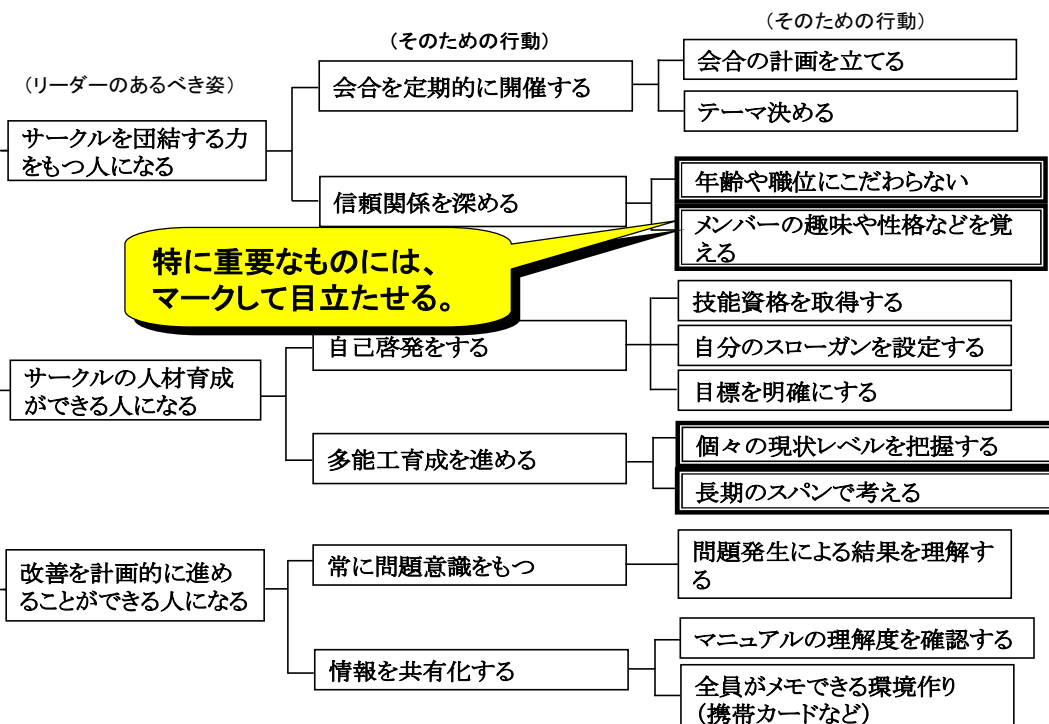 （リーダーのあるべき姿）
（そのための行動）
（そのための行動）
サークルを団結する力
をもつ人になる
会合を定期的に開催する
会合の計画を立てる
テーマ決める
信頼関係を深める
年齢や職位にこだわらない
メンバーの趣味や性格などを覚
える
特に重要なものには、
マークして目立たせる。
サークルの人材育成
ができる人になる
自己啓発をする
技能資格を取得する
自分のスローガンを設定する
目標を明確にする
多能工育成を進める
個々の現状レベルを把握する
長期のスパンで考える
改善を計画的に進め
ることができる人になる
常に問題意識をもつ
問題発生による結果を理解す
る
情報を共有化する
マニュアルの理解度を確認する
全員がメモできる環境作り
（携帯カードなど）